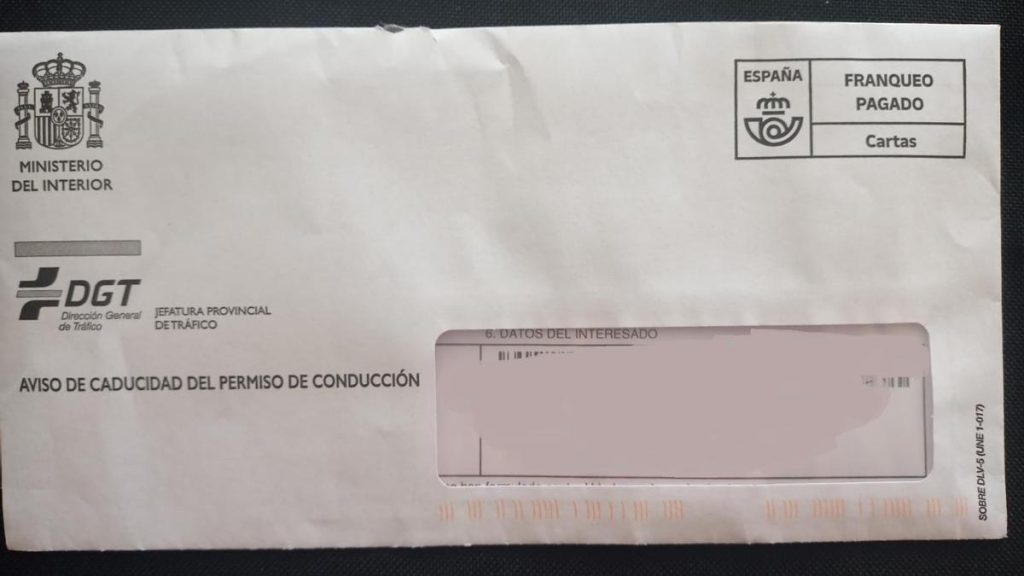 MINISTERIO
DEL INTERIOR
ESPAÑA
FRANQUEO
PAGADO
Cartas
DGT
Dirección General
de Tráfico
JEFATURA PROVINCIAL
DE TRÁFICO
AVISO DE CADUCIDAD DEL PERMISO DE CONDUCCIÓN
6. DATOS DEL INTERESADO
SOBRE DLV-5 (UNE 1-017)